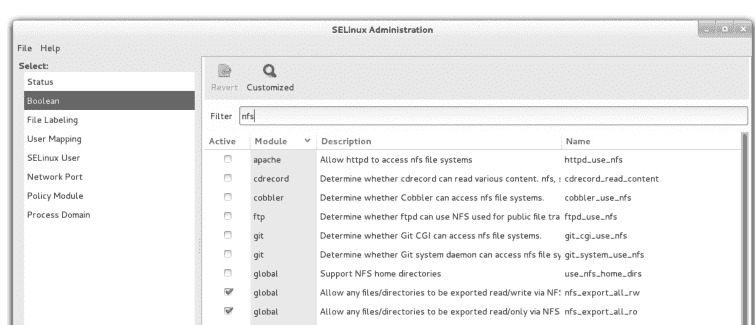 SELinux Administration
File Help
Select:
Status
Boolean
File Labeling
User Mapping
SELinux User
Network Port
Policy Module
Process Domain
Revert Customized
Filter nfs
Active Module Description Name
apache Allow httpd to access nfs file systems httpd_use_nfs
cdrecord Determine whether cdrecord can read various content. nfs, cdrecord_read_content
cobbler Determine whether Cobbler can access nfs file systems. cobbler_use_nfs
ftp Determine whether ftpd can use NFS used for public file tra ftpd_use_nfs
git Determine whether Git CGI can access nfs file systems. git_cgi_use_nfs
git Determine whether Git system daemon can access nfs file sy git_system_use_nfs
global Support NFS home directories use_nfs_home_dirs
global Allow any files/directories to be exported read/write via NFS nfs_export_all_rw
global Allow any files/directories to be exported read/only via NFS nfs_export_all_ro